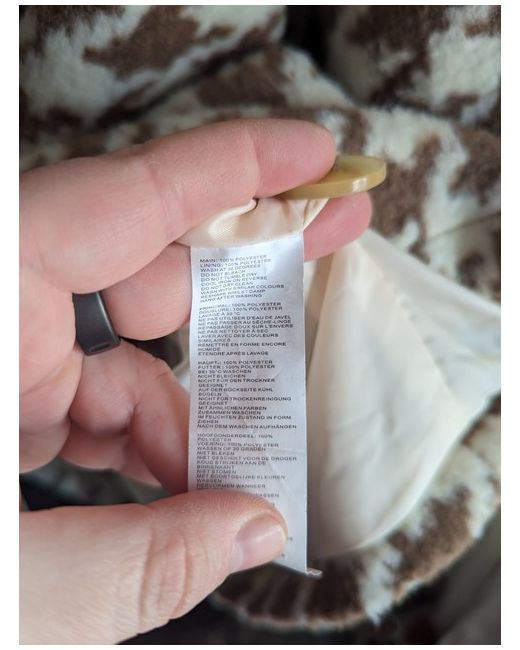 MAIN: 100% POLYESTER
LINING: 100% POLYESTER
WASH AT 30 DEGREES
DO NOT BLEACH
DO NOT TUMBLE DRY
COOL IRON ON REVERSE
DO NOT DRY CLEAN
WASH WITH SIMILAR COLOURS
RESHAPE WHILST DAMP
HANG AFTER WASHING
PRINCIPAL: 100% POLYESTER
DOUBLURE: 100% POLYESTER
LAVAGE À 30 °C
NE PAS UTILISER D'EAU DE JAVEL
NE PAS PASSER AU SÈCHE-LINGE
REPASSAGE DOUX SUR L'ENVERS
NE PAS NETTOYER À SEC
LAVER AVEC DES COULEURS
SIMILAIRES
REMETTRE EN FORME ENCORE
HUMIDE
ÉTENDRE APRÈS LAVAGE
HAUPT: 100% POLYESTER
FUTTER: 100% POLYESTER
BEI 30°C WASCHEN
NICHT BLEICHEN
NICHT FÜR DEN TROCKNER
GEEIGNET
AUF DER RÜCKSEITE KÜHL
BÜGELN
NICHT FÜR TROCKENREINIGUNG
GEEIGNET
MIT ÄHNLICHEN FARBEN
ZUSAMMEN WASCHEN
IM FEUCHTEN ZUSTAND IN FORM
ZIEHEN
NACH DEM WASCHEN AUFHÄNGEN
HOOFDONDERDEEL: 100%
POLYESTER
VOERING: 100% POLYESTER
WASSEN OP 30 GRADEN
NIET BLEKEN
NIET GESCHIKT VOOR DE DROGER
KOUD STRIJKEN AAN DE
BINNENKANT
NIET STOMEN
MET SOORTGELIJKE KLEUREN
WASSEN
HERVORMEN WANNEER
WASSEN